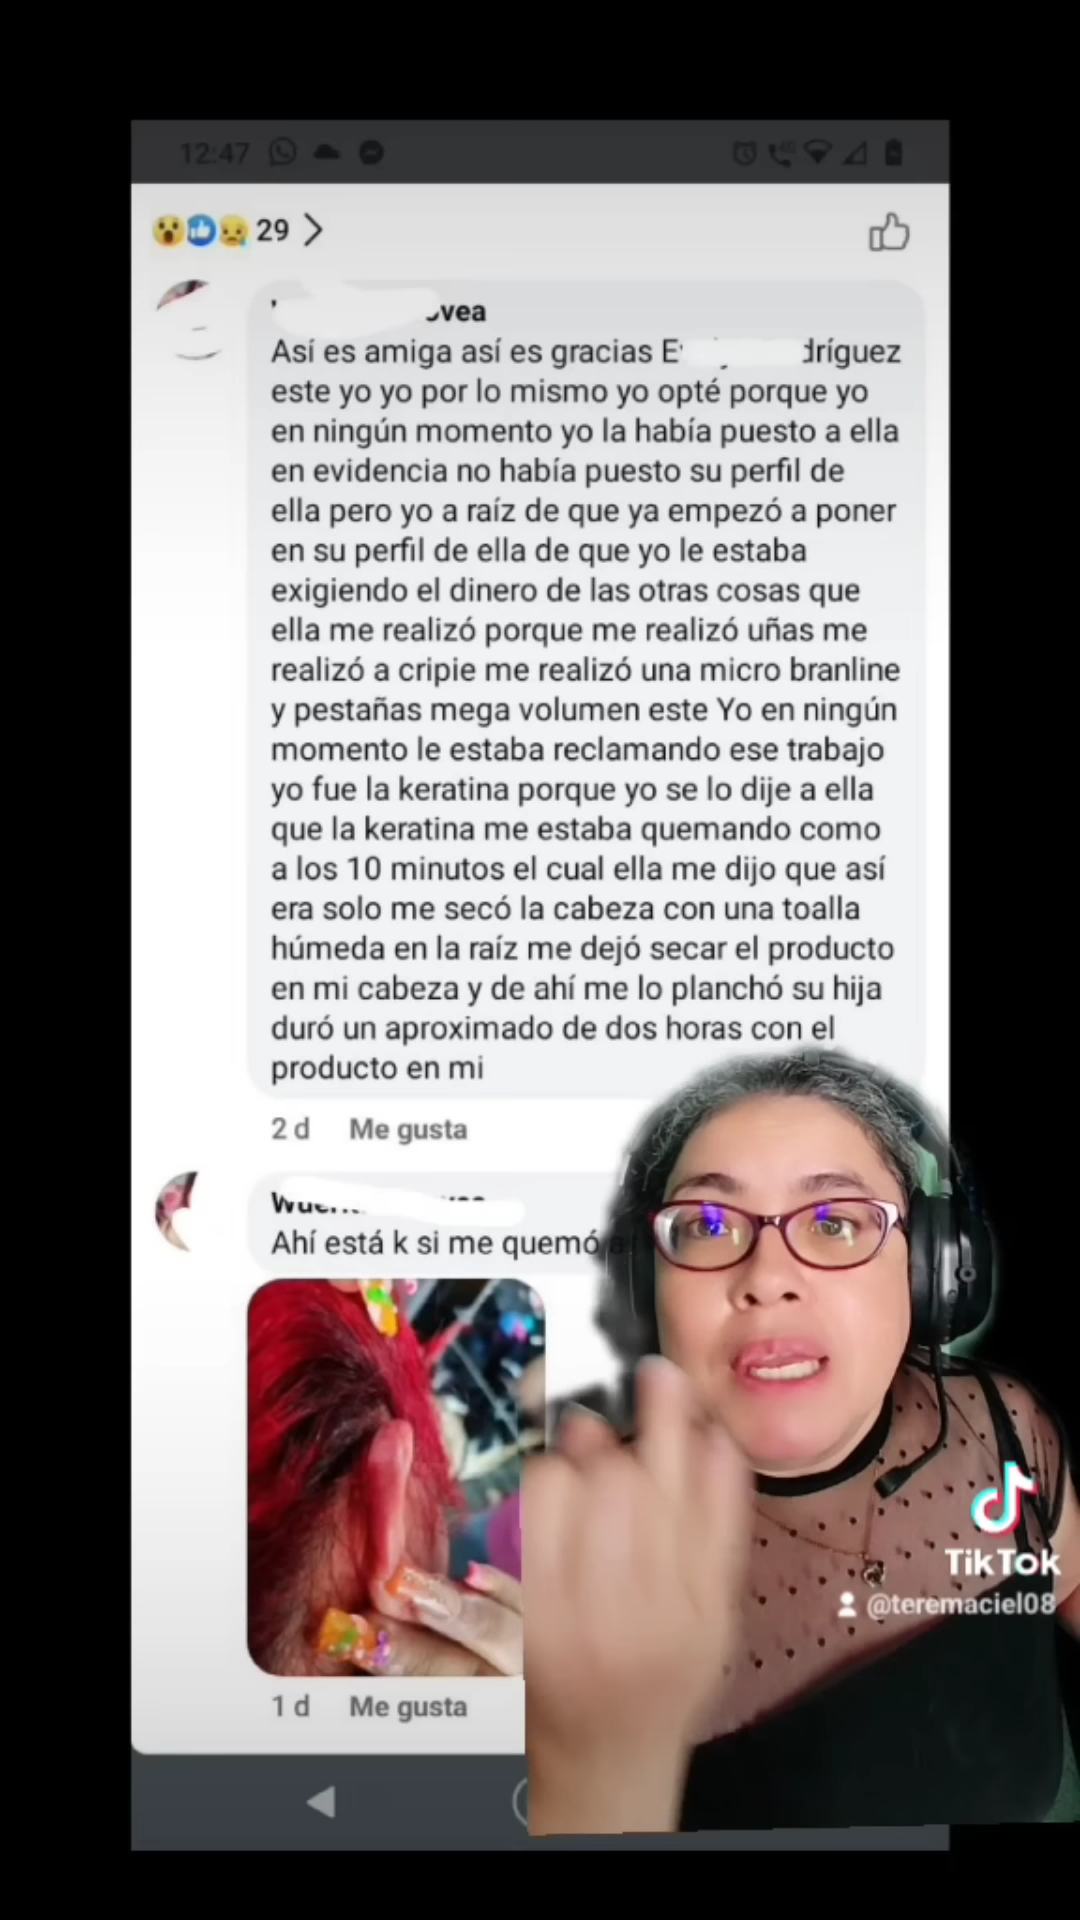 12:47
29
vea
Así es amiga así es gracias E dríguez
este yo yo por lo mismo yo opté porque yo
en ningún momento yo la había puesto a ella
en evidencia no había puesto su perfil de
ella pero yo a raíz de que ya empezó a poner
en su perfil de ella de que yo le estaba
exigiendo el dinero de las otras cosas que
ella me realizó porque me realizó uñas me
realizó a cripie me realizó una micro branline
y pestañas mega volumen este Yo en ningún
momento le estaba reclamando ese trabajo
yo fue la keratina porque yo se lo dije a ella
que la keratina me estaba quemando como
a los 10 minutos el cual ella me dijo que así
era solo me secó la cabeza con una toalla
húmeda en la raíz me dejó secar el producto
en mi cabeza y de ahí me lo planchó su hija
duró un aproximado de dos horas con el
producto en mi
2 d Me gusta
Ahí está k si me quemó
1 d Me gusta
TikTok
@teremaciel08